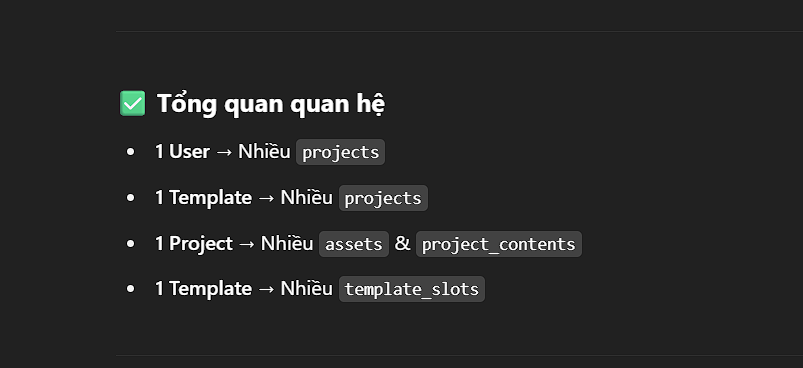 ✅ Tổng quan quan hệ
• 1 User → Nhiều projects
• 1 Template → Nhiều projects
• 1 Project → Nhiều assets & project_contents
• 1 Template → Nhiều template_slots